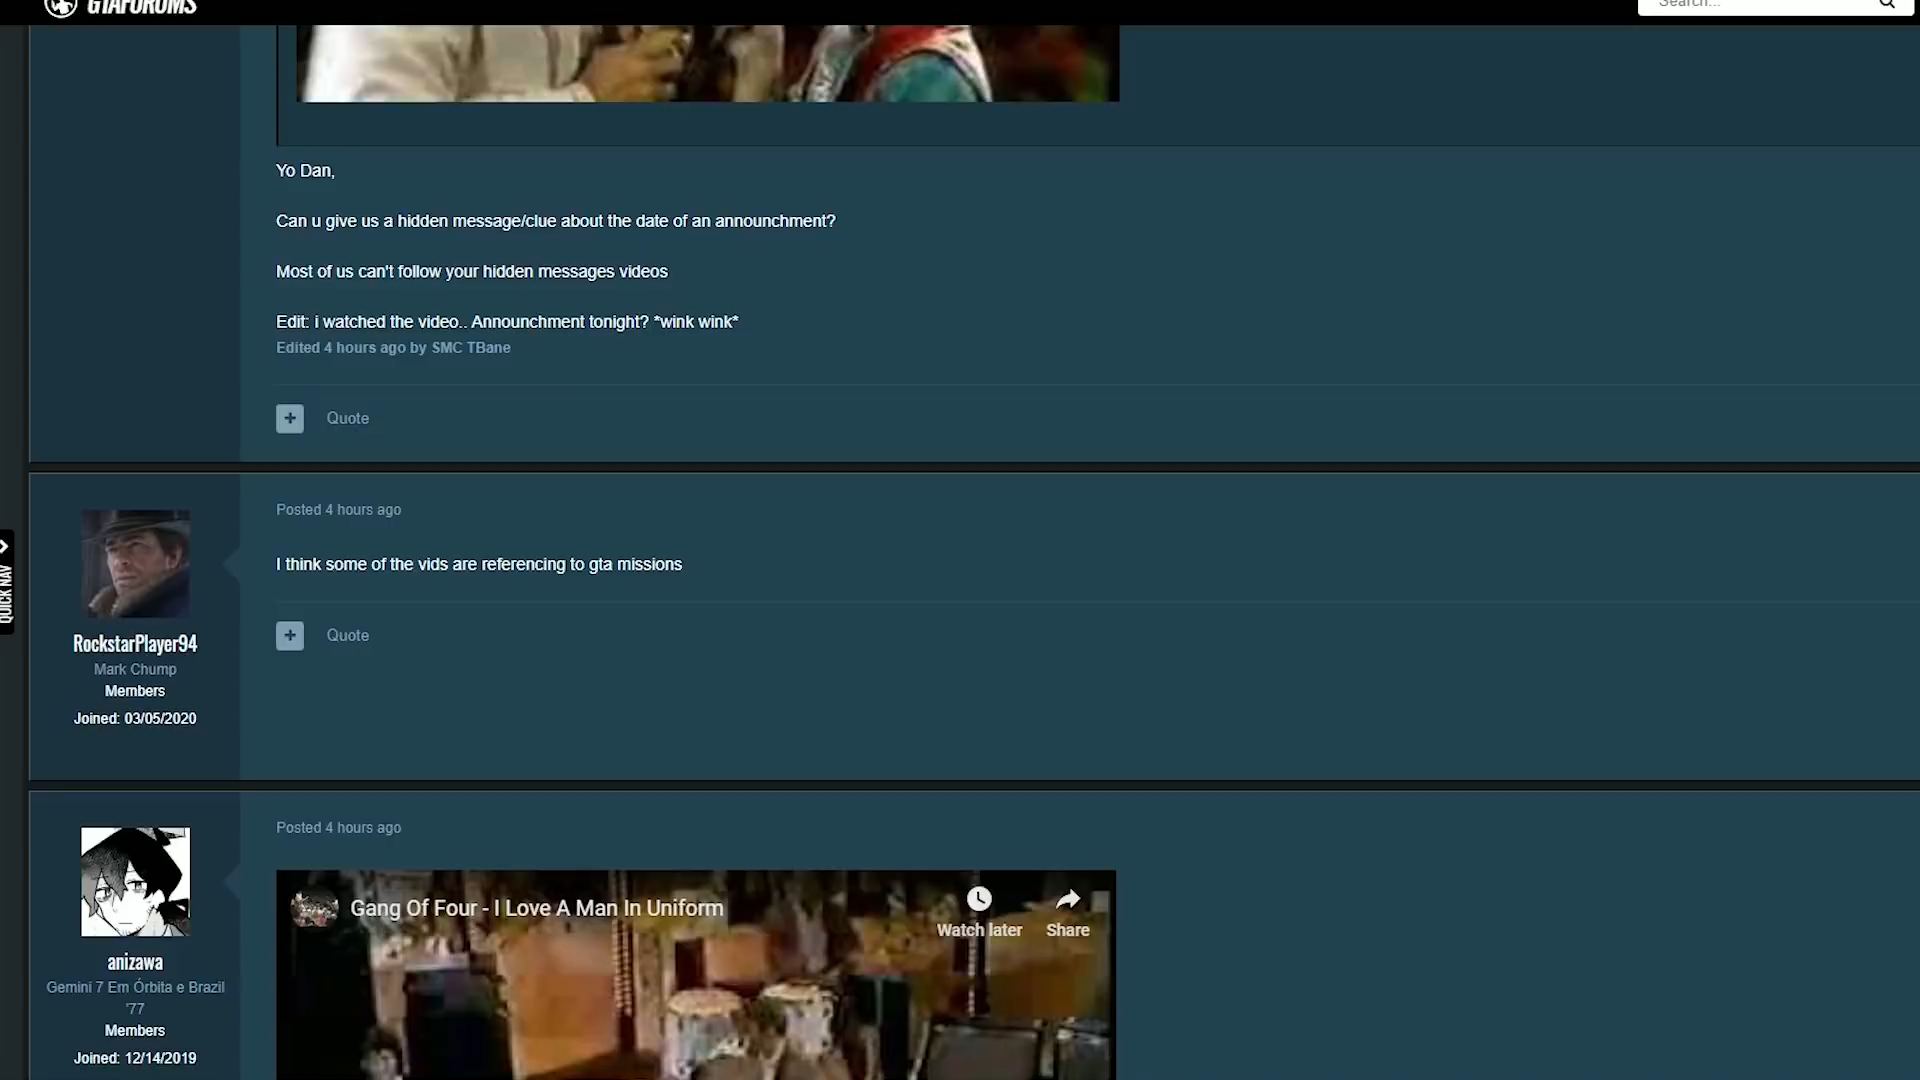 GTAFORUMS
Search...
Yo Dan,
Can u give us a hidden message/clue about the date of an announchment?
Most of us can't follow your hidden messages videos
Edit: i watched the video.. Announchment tonight? *wink wink*
Edited 4 hours ago by SMC TBane
+ Quote
QUICK NAV
Posted 4 hours ago
I think some of the vids are referencing to gta missions
+ Quote
RockstarPlayer94
Mark Chump
Members
Joined: 03/05/2020
Posted 4 hours ago
Gang Of Four - I Love A Man In Uniform
Watch later
Share
anizawa
Gemini 7 Em Órbita e Brazil
'77
Members
Joined: 12/14/2019